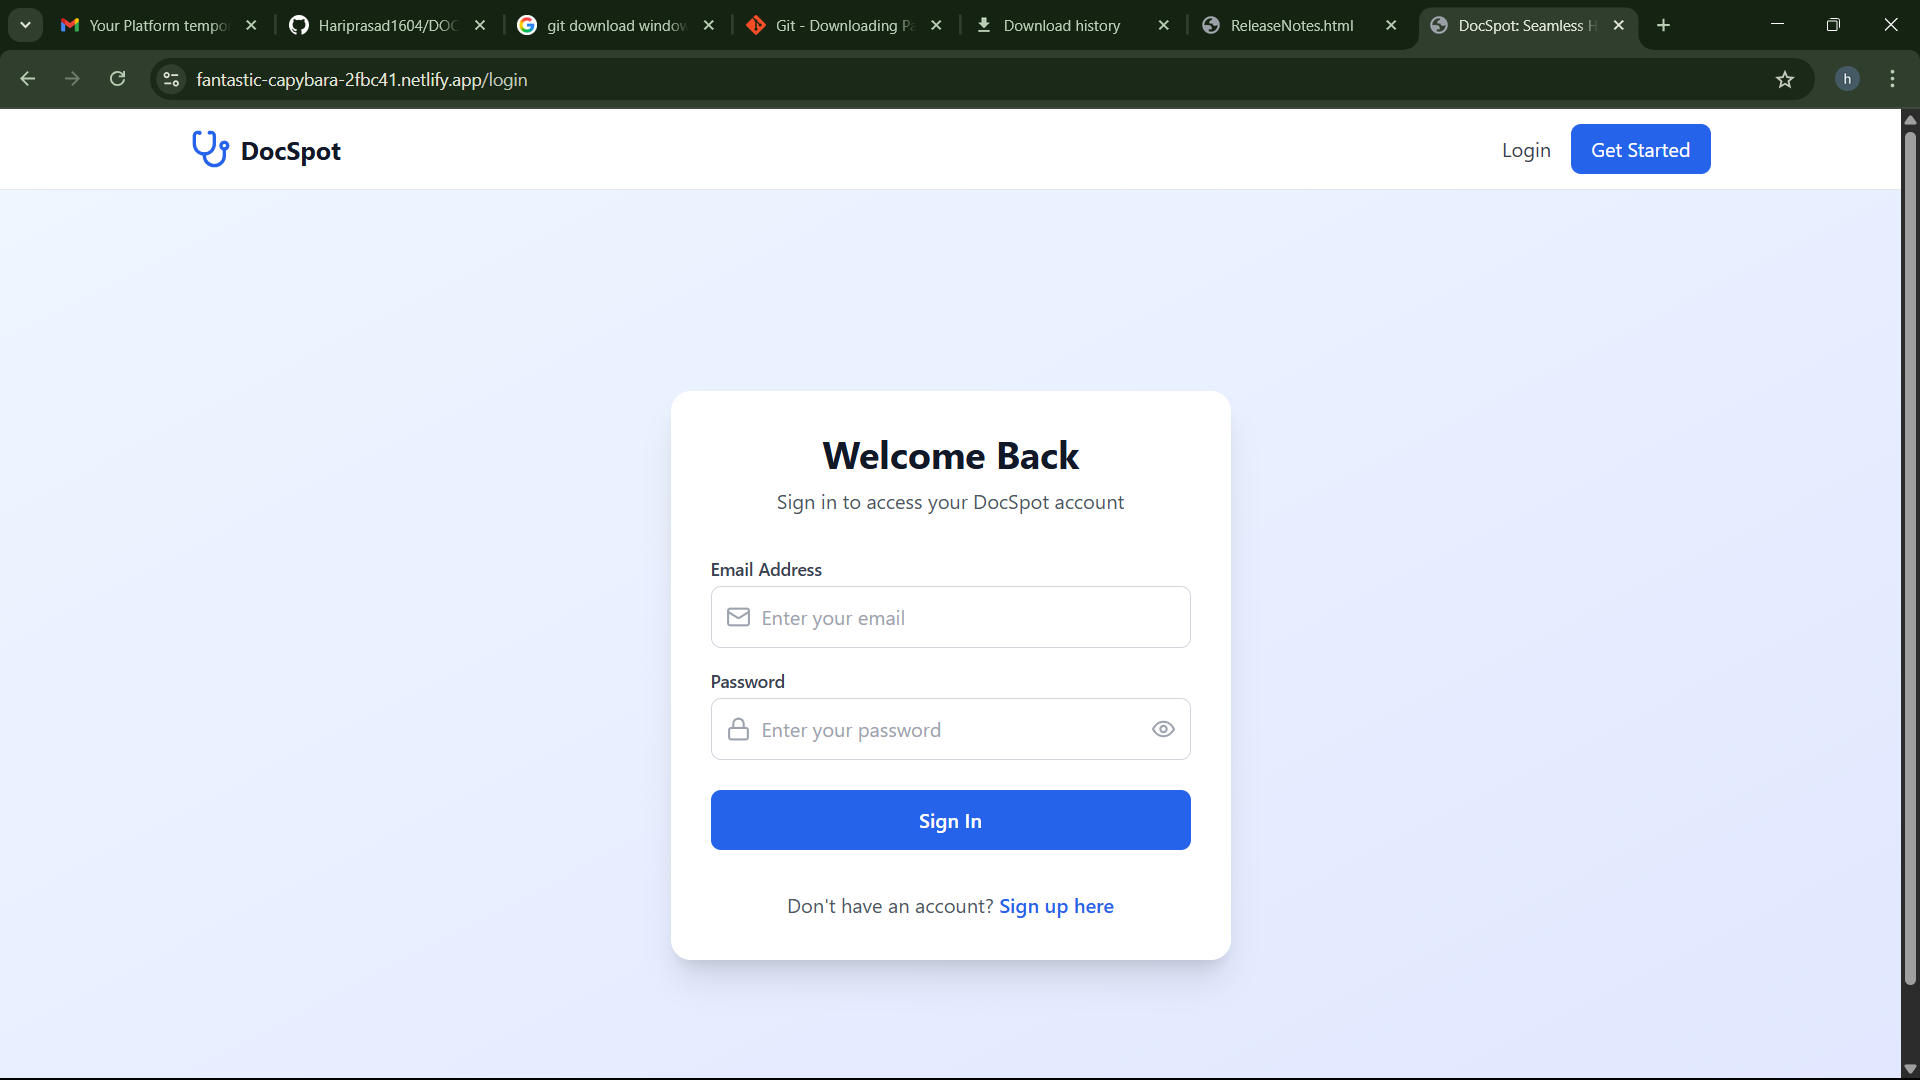 Your Platform tempo
Hariprasad1604/DOC
git download window
Git - Downloading Pa
Download history
ReleaseNotes.html
DocSpot: Seamless H
fantastic-capybara-2fbc41.netlify.app/login
h
DocSpot
Login
Get Started
Welcome Back
Sign in to access your DocSpot account
Email Address
Enter your email
Password
Enter your password
Sign In
Don't have an account? Sign up here